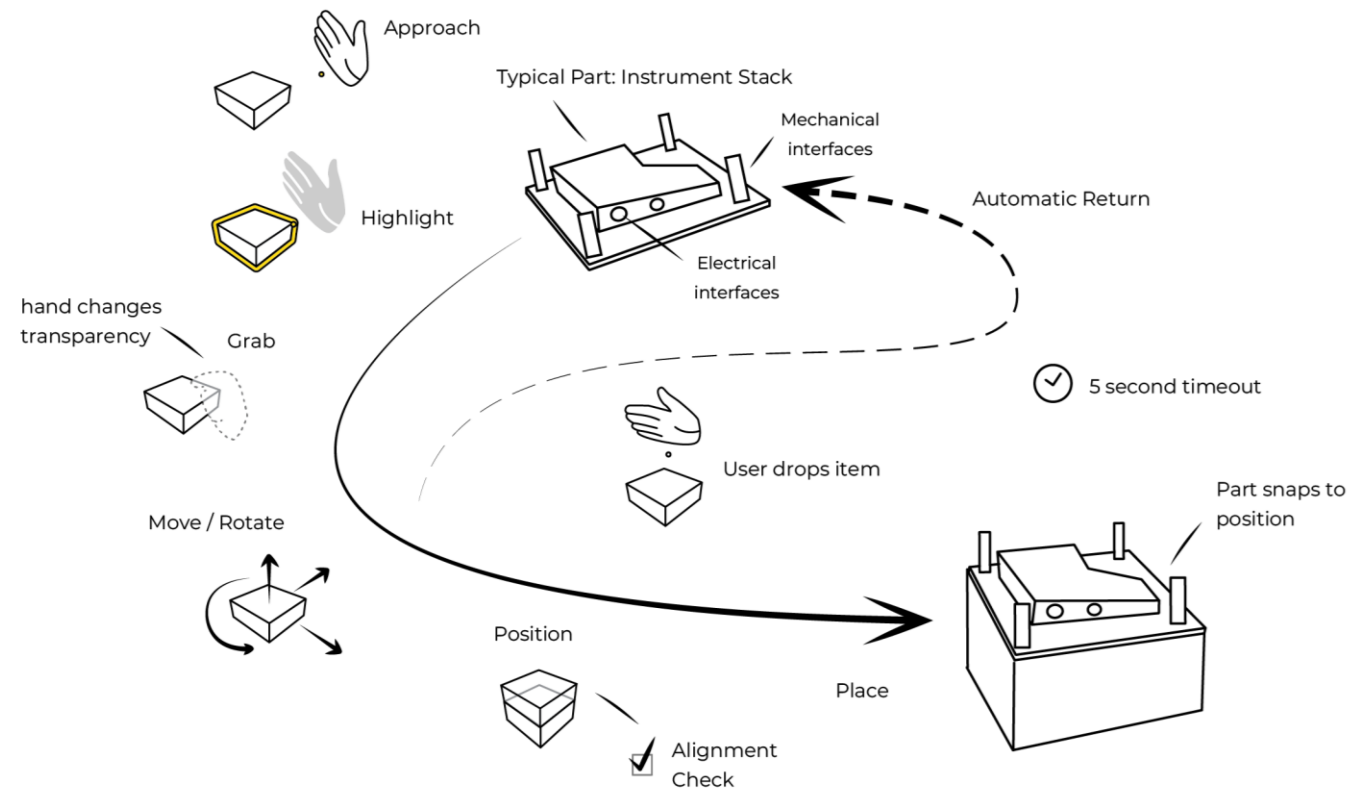 Approach
Typical Part: Instrument Stack
Mechanical
interfaces
Automatic Return
Highlight
Electrical
interfaces
hand changes
transparency
Grab
5 second timeout
User drops item
Part snaps to
position
Move / Rotate
Position
Place
Alignment
Check